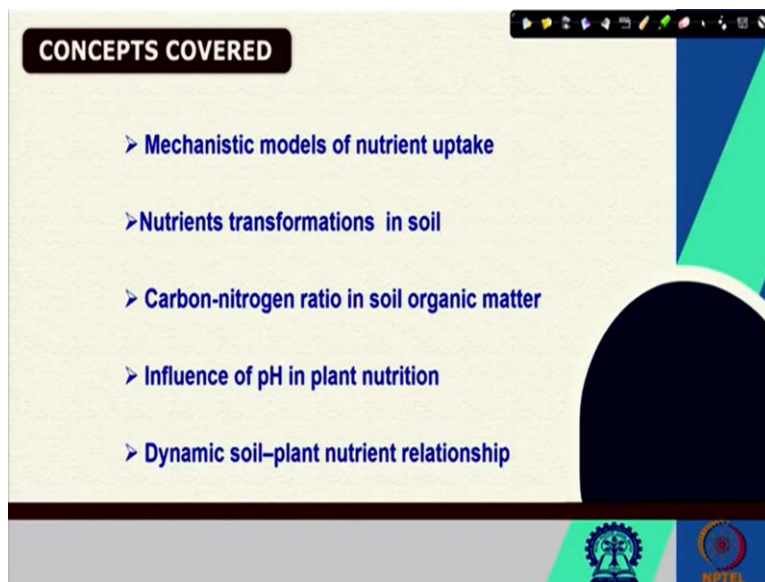 CONCEPTS COVERED
➢ Mechanistic models of nutrient uptake
➢Nutrients transformations in soil
➢ Carbon-nitrogen ratio in soil organic matter
➢ Influence of pH in plant nutrition
➢ Dynamic soil–plant nutrient relationship
NPTEL